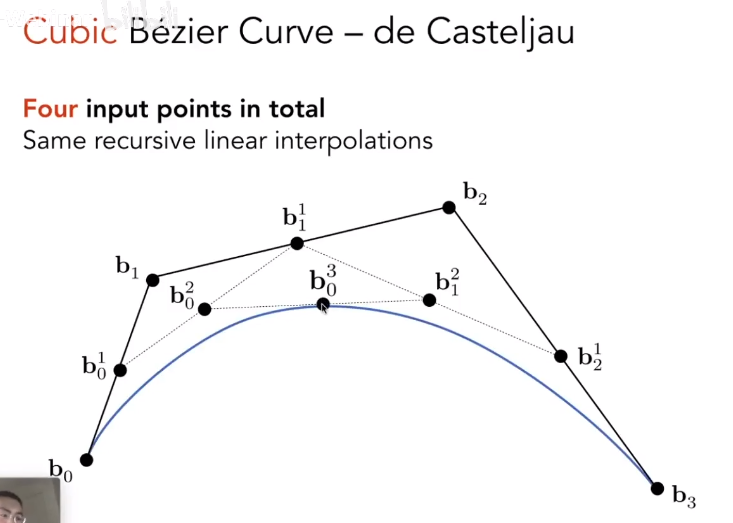 Cubic Bézier Curve – de Casteljau
Four input points in total
Same recursive linear interpolations
b₂
b₁¹
b₁
b₀³
b₁²
b₀²
b₀¹
b₂¹
b₀
b₃